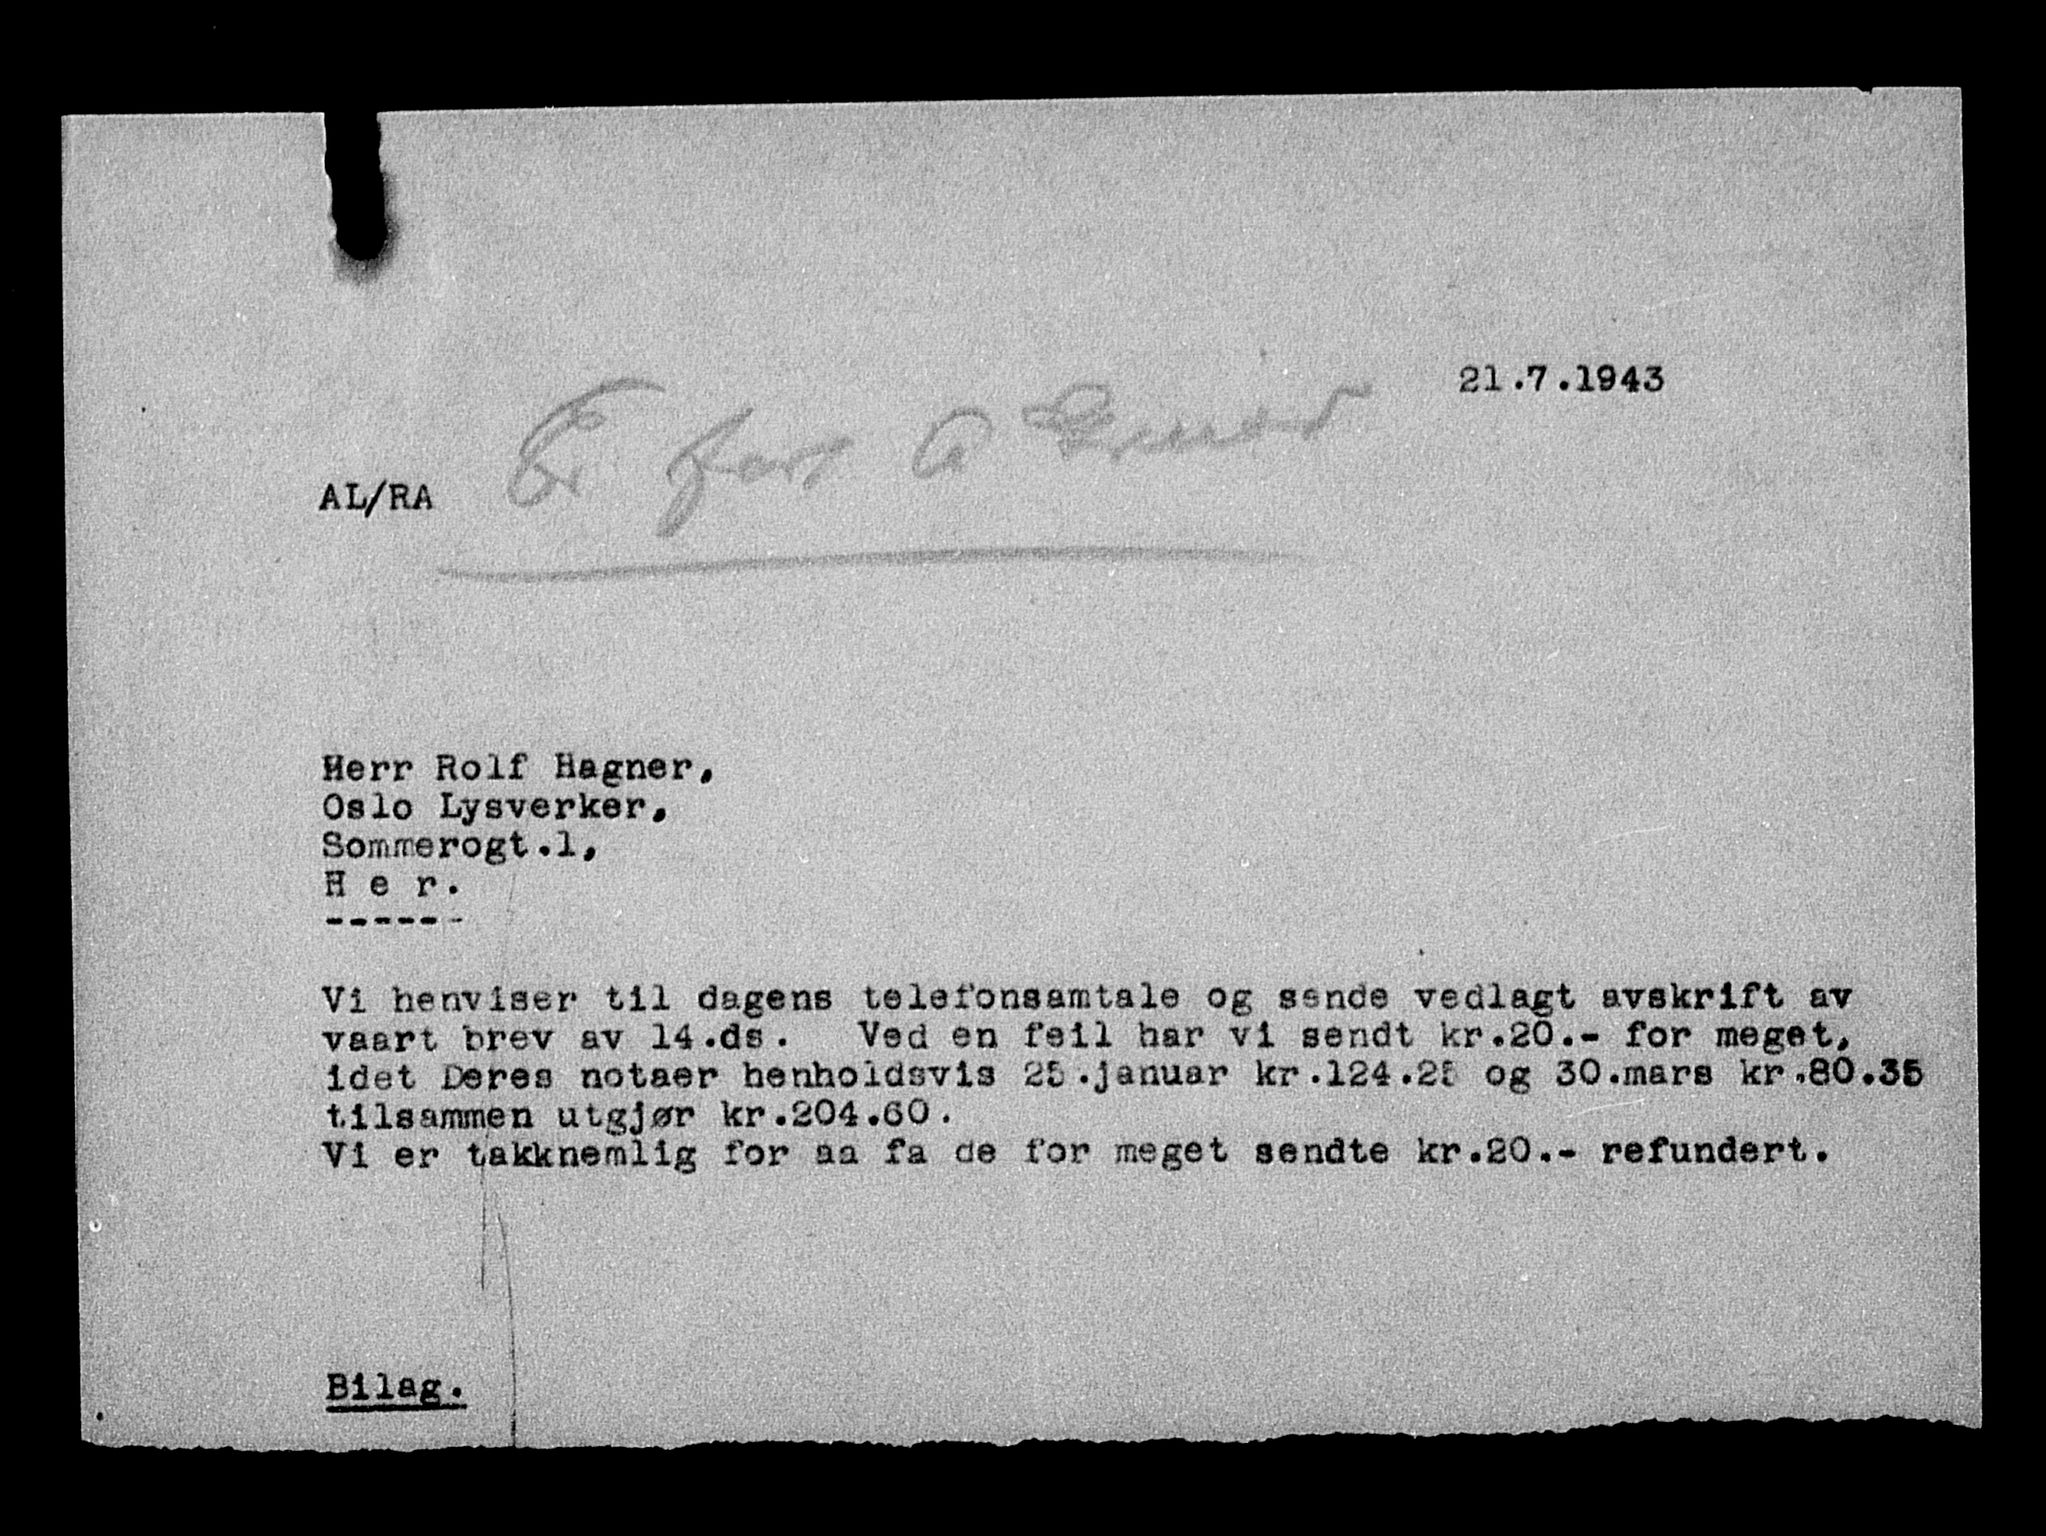 21.7.1943
AL/RA
Herr Rolf Hagner,
Oslo Lysverker,
Sommerogt.1,
H e r.
------
Vi henviser til dagens telefonsamtale og sende vedlagt avskrift av
vaart brev av 14.ds. Ved en feil har vi sendt kr.20.- for meget,
idet Deres notaer henholdsvis 25.januar kr.124.25 og 30.mars kr.80.35
tilsammen utgjør kr.204.60.
Vi er takknemlig for aa fa de for meget sendte kr.20.- refundert.
Bilag.